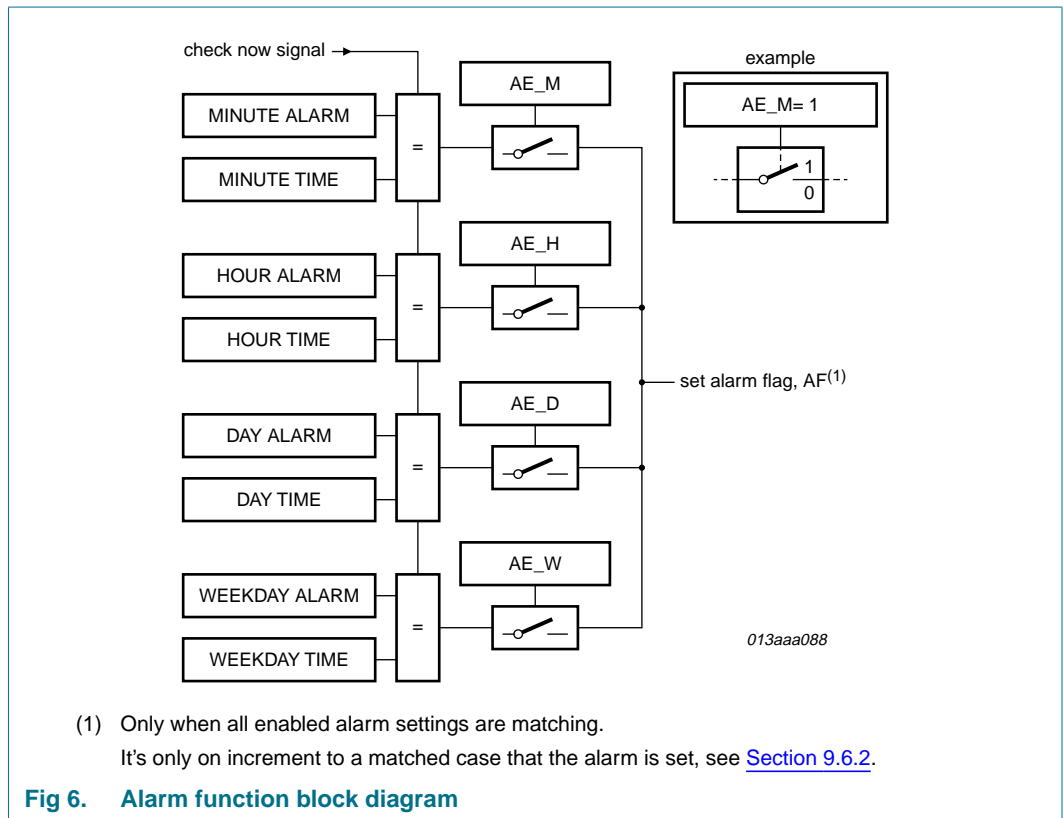 check now signal
example
MINUTE ALARM
MINUTE TIME
=
AE_M
AE_M= 1
1
0
HOUR ALARM
HOUR TIME
=
AE_H
set alarm flag, AF(1)
DAY ALARM
DAY TIME
=
AE_D
WEEKDAY ALARM
WEEKDAY TIME
=
AE_W
013aaa088
(1) Only when all enabled alarm settings are matching.
It's only on increment to a matched case that the alarm is set, see Section 9.6.2.
Fig 6. Alarm function block diagram